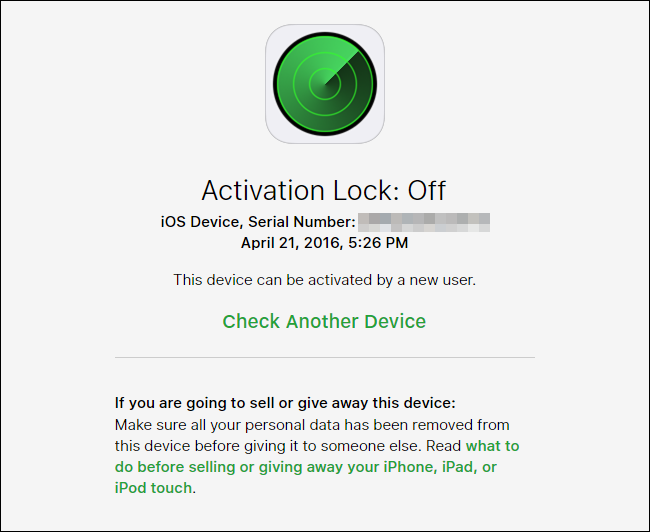 Activation Lock: Off
iOS Device, Serial Number:
April 21, 2016, 5:26 PM
This device can be activated by a new user.
Check Another Device
If you are going to sell or give away this device:
Make sure all your personal data has been removed from
this device before giving it to someone else. Read what to
do before selling or giving away your iPhone, iPad, or
iPod touch.